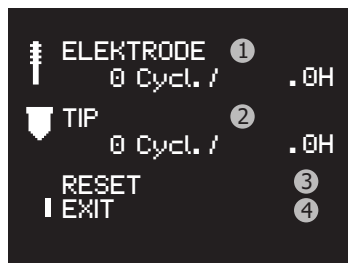 ELEKTRODE 1
0 Cycl./ .0H
TIP 2
0 Cycl./ .0H
RESET 3
EXIT 4